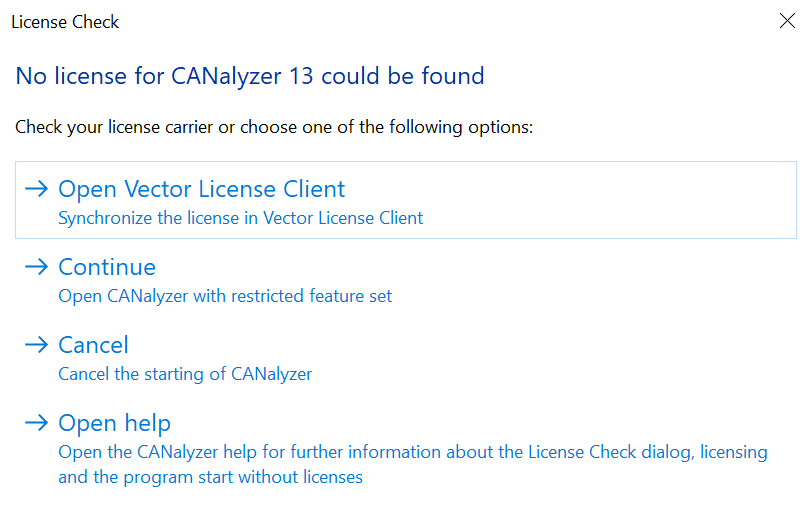 License Check
No license for CANalyzer 13 could be found
Check your license carrier or choose one of the following options:
Open Vector License Client
Synchronize the license in Vector License Client
Continue
Open CANalyzer with restricted feature set
Cancel
Cancel the starting of CANalyzer
Open help
Open the CANalyzer help for further information about the License Check dialog, licensing
and the program start without licenses